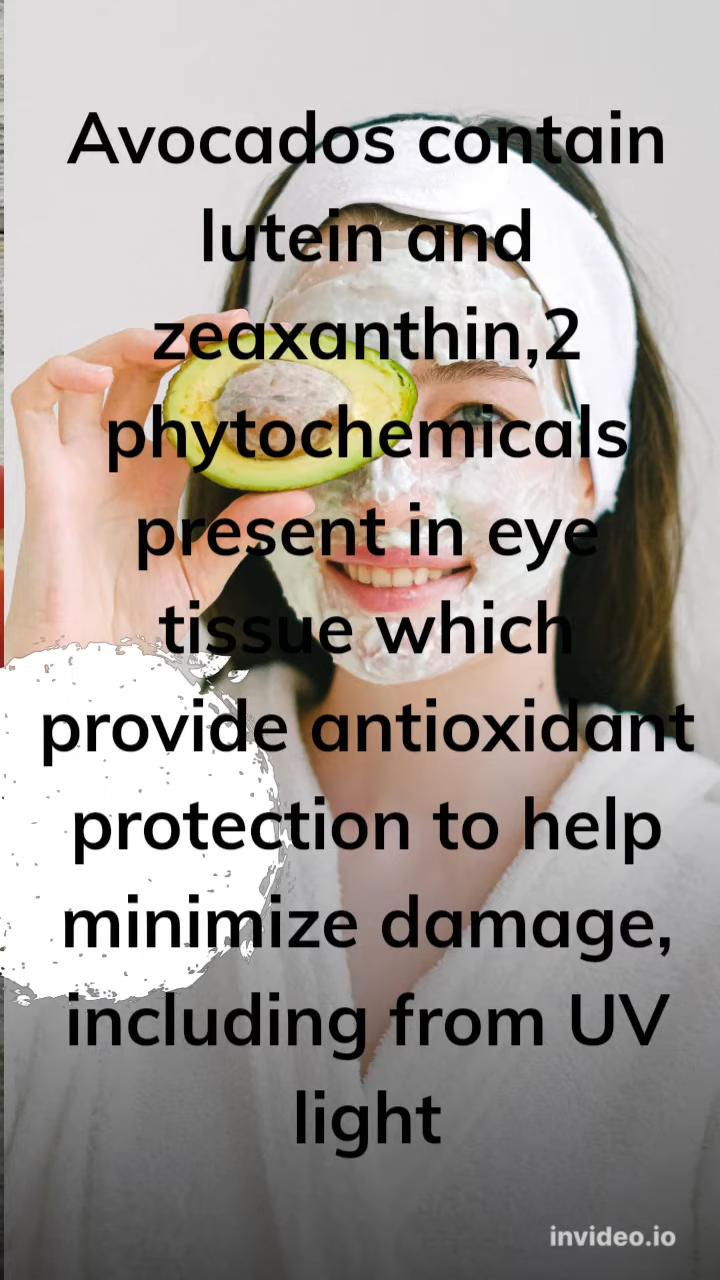 Avocados contain
lutein and
zeaxanthin,2
phytochemicals
present in eye
tissue which
provide antioxidant
protection to help
minimize damage,
including from UV
light
invideo.io